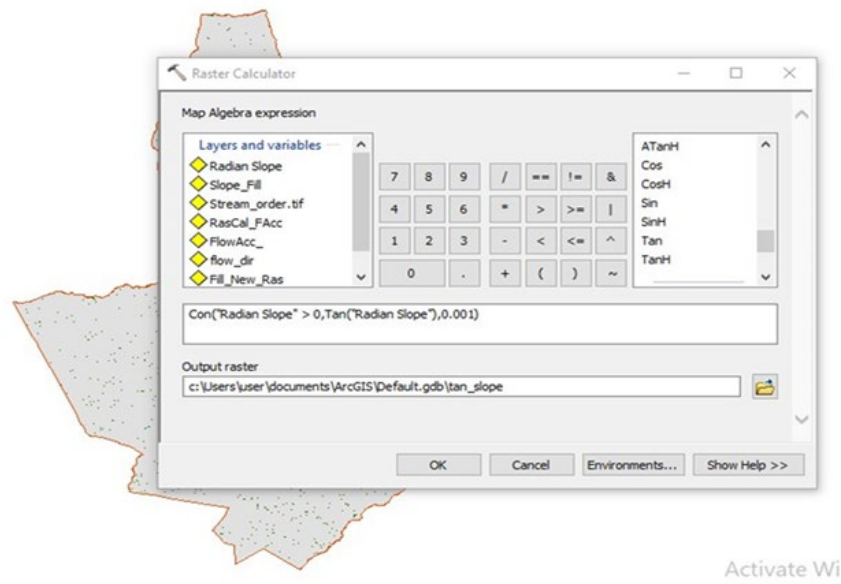 Raster Calculator
Map Algebra expression
Layers and variables
Radian Slope
Slope_Fill
Stream_order.tif
RasCal_FAcc
FlowAcc_
flow_dir
Fill_New_Ras
7 8 9 / == != &
4 5 6 * > >= |
1 2 3 - < <= ^
0 . + ( ) ~
ATanH
Cos
CosH
Sin
SinH
Tan
TanH
Con("Radian Slope" > 0,Tan("Radian Slope"),0.001)
Output raster
c:\Users\user\documents\ArcGIS\Default.gdb\tan_slope
OK Cancel Environments... Show Help >>
Activate Wi